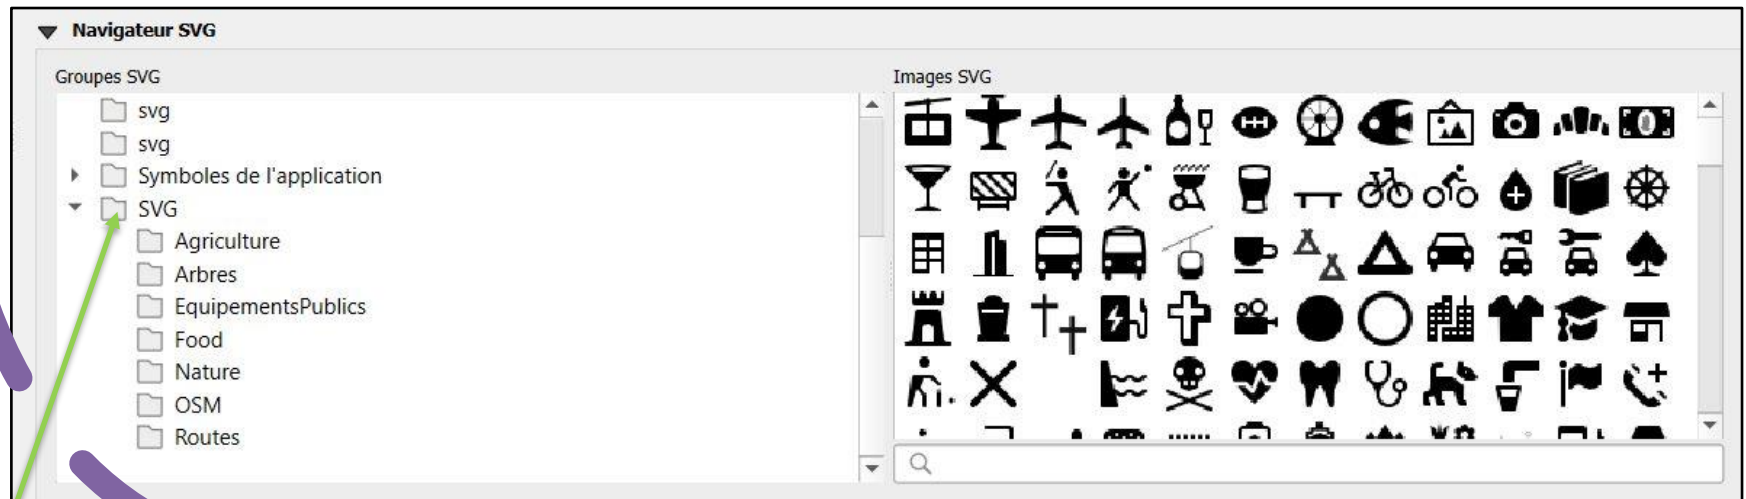 Navigateur SVG
Groupes SVG
Images SVG
svg
svg
Symboles de l'application
SVG
Agriculture
Arbres
EquipementsPublics
Food
Nature
OSM
Routes